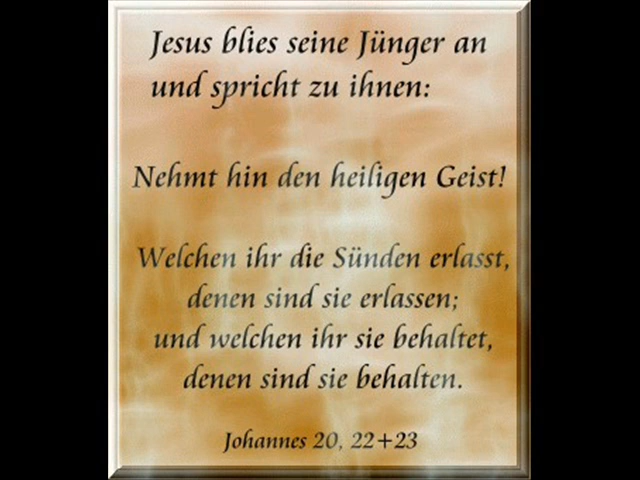 Jesus blies seine Jünger an
und spricht zu ihnen:
Nehmt hin den heiligen Geist!
Welchen ihr die Sünden erlasst,
denen sind sie erlassen;
und welchen ihr sie behaltet,
denen sind sie behalten.
Johannes 20, 22+23